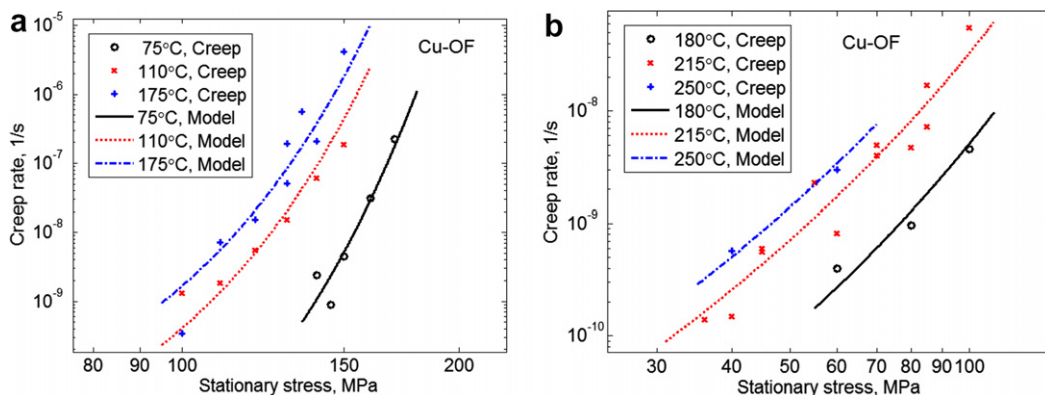 a
Cu-OF
75°C, Creep
110°C, Creep
175°C, Creep
75°C, Model
110°C, Model
175°C, Model
Creep rate, 1/s
10^-5
10^-6
10^-7
10^-8
10^-9
80
90
100
150
200
Stationary stress, MPa
b
Cu-OF
180°C, Creep
215°C, Creep
250°C, Creep
180°C, Model
215°C, Model
250°C, Model
Creep rate, 1/s
10^-8
10^-9
10^-10
30
40
50
60
70
80
90
100
Stationary stress, MPa